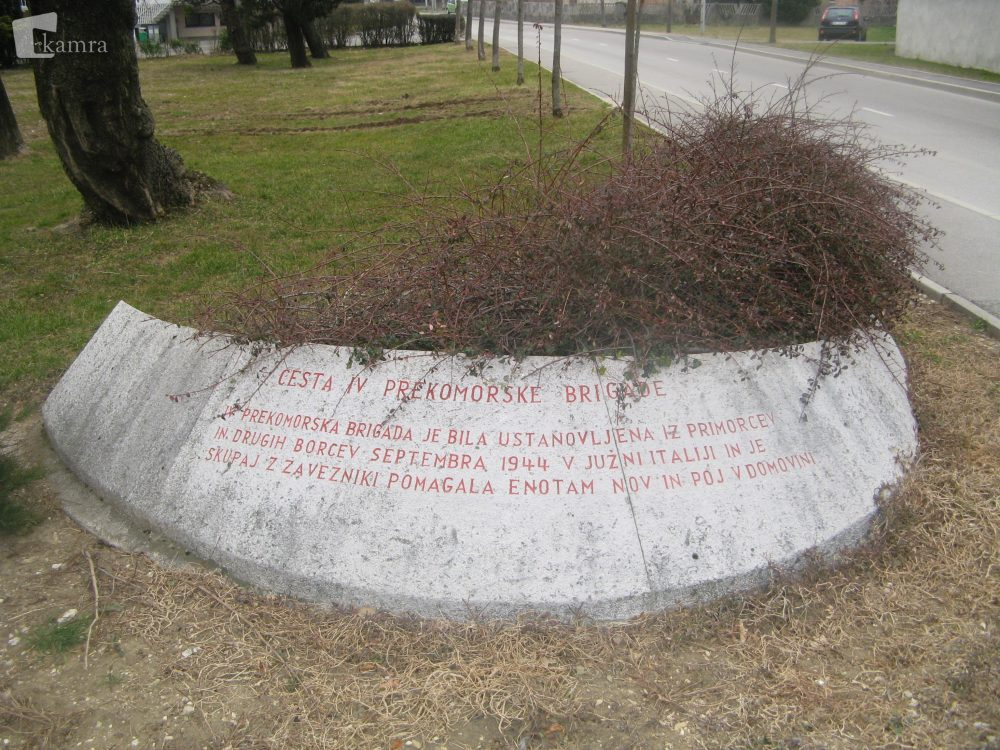 kamra
CESTA IV PREKOMORSKE BRIGADE
IV PREKOMORSKA BRIGADA JE BILA USTANOVLJENA IZ PRIMORCEV
IN DRUGIH BORCEV SEPTEMBRA 1944 V JUŽNI ITALIJI IN JE
SKUPAJ Z ZAVEZNIKI POMAGALA ENOTAM NOV IN POJ V DOMOVINI